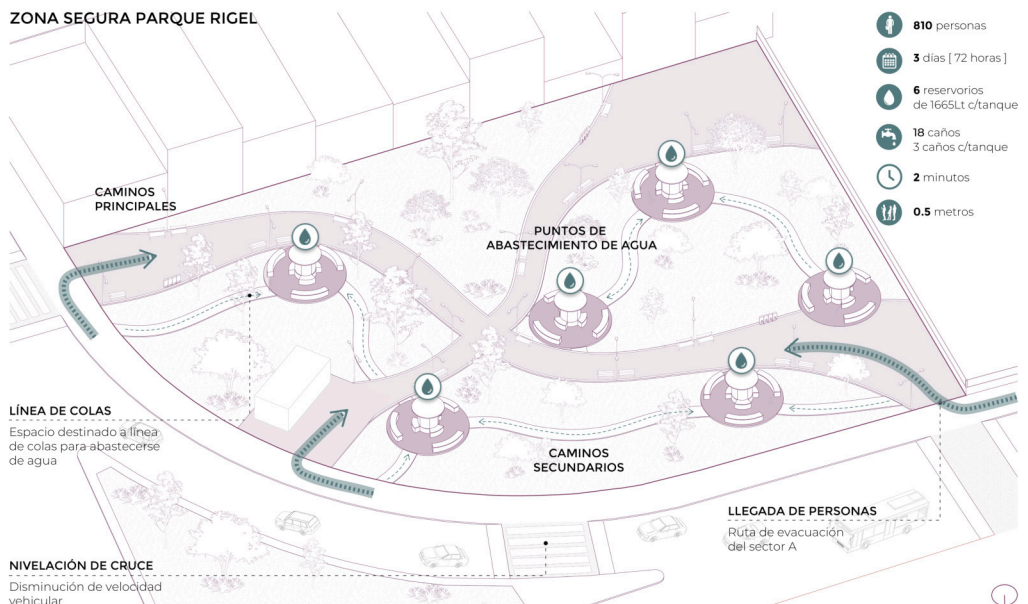 ZONA SEGURA PARQUE RIGEL
810 personas
3 días [ 72 horas ]
6 reservorios
de 1665Lt c/tanque
18 caños
3 caños c/tanque
2 minutos
0.5 metros
CAMINOS
PRINCIPALES
PUNTOS DE
ABASTECIMIENTO DE AGUA
LÍNEA DE COLAS
Espacio destinado a línea
de colas para abastecerse
de agua
CAMINOS
SECUNDARIOS
LLEGADA DE PERSONAS
Ruta de evacuación
del sector A
NIVELACIÓN DE CRUCE
Disminución de velocidad
vehicular